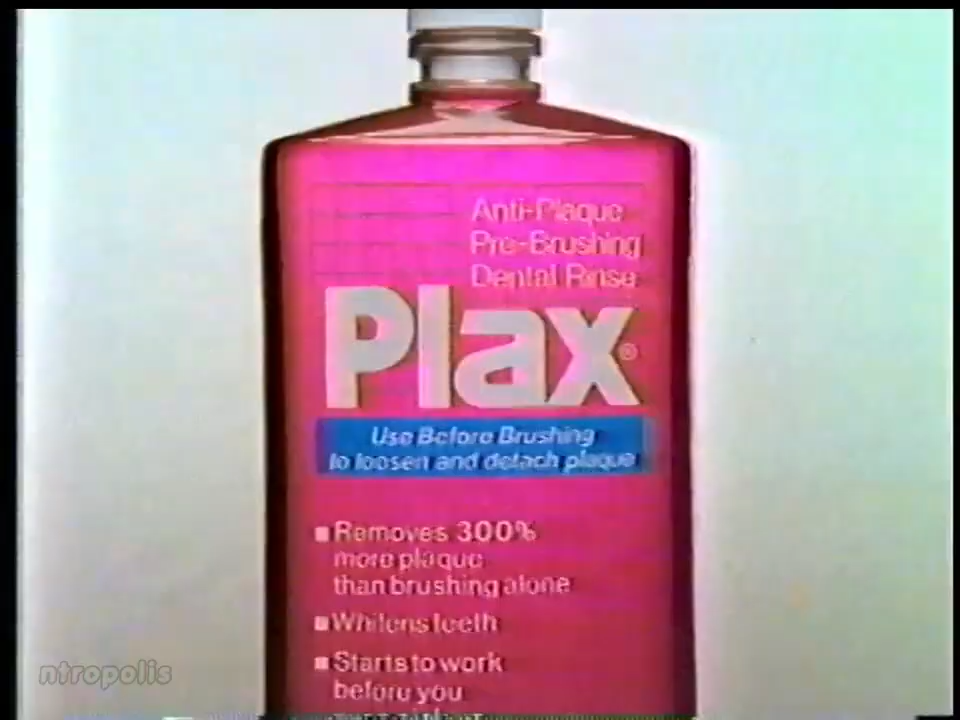 Anti-Plaque
Pre-Brushing
Dental Rinse
Plax®
Use Before Brushing
to loosen and detach plaque
■ Removes 300%
more plaque
than brushing alone
■ Whitens teeth
■ Starts to work
before you
ntropolis